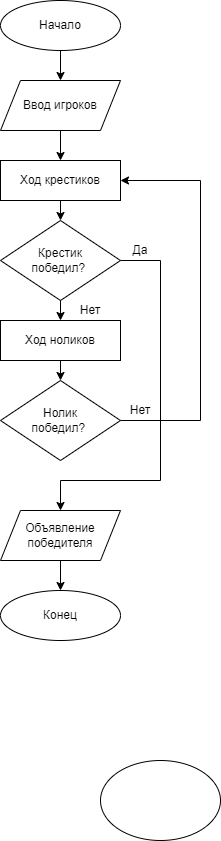 Начало
Ввод игроков
Ход крестиков
Крестик
победил?
Да
Нет
Ход ноликов
Нолик
победил?
Нет
Объявление
победителя
Конец